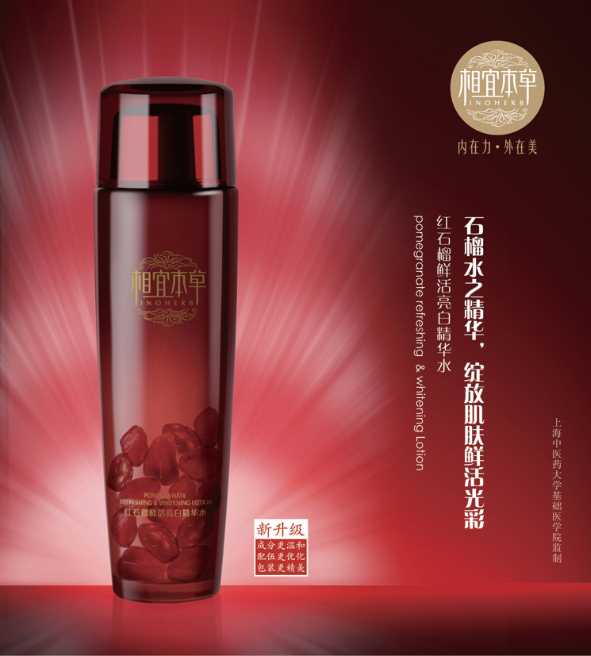 相宜本草
INOHERB
内在力·外在美
石榴水之精华，绽放肌肤鲜活光彩
红石榴鲜活亮白精华水
pomegranate refreshing & whitening Lotion
上海中医药大学基础医学院监制
相宜本草
INOHERB
POMEGRANATE
REFRESHING & WHITENING LOTION
红石榴鲜活亮白精华水
新升级
成分更温和
配伍更优化
包装更精美